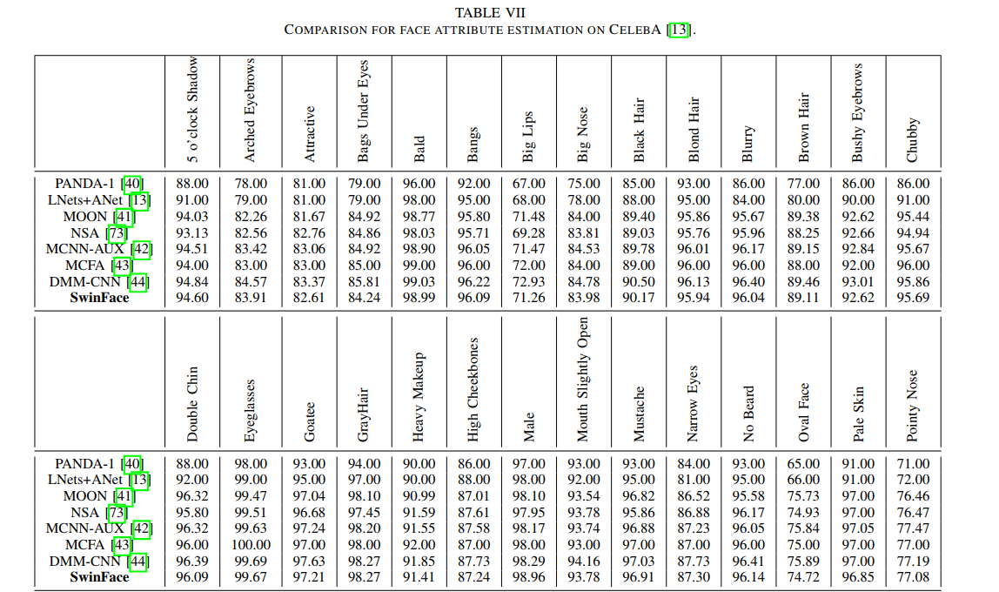 TABLE VII
COMPARISON FOR FACE ATTRIBUTE ESTIMATION ON CELEBA [13].
5 o'clock Shadow Arched Eyebrows Attractive Bags Under Eyes Bald Bangs Big Lips Big Nose Black Hair Blond Hair Blurry Brown Hair Bushy Eyebrows Chubby
PANDA-1 [40] 88.00 78.00 81.00 79.00 96.00 92.00 67.00 75.00 85.00 93.00 86.00 77.00 86.00 86.00
LNets+ANet [13] 91.00 79.00 81.00 79.00 98.00 95.00 68.00 78.00 88.00 95.00 84.00 80.00 90.00 91.00
MOON [41] 94.03 82.26 81.67 84.92 98.77 95.80 71.48 84.00 89.40 95.86 95.67 89.38 92.62 95.44
NSA [73] 93.13 82.56 82.76 84.86 98.03 95.71 69.28 83.81 89.03 95.76 95.96 88.25 92.66 94.94
MCNN-AUX [42] 94.51 83.42 83.06 84.92 98.90 96.05 71.47 84.53 89.78 96.01 96.17 89.15 92.84 95.67
MCFA [43] 94.00 83.00 83.00 85.00 99.00 96.00 72.00 84.00 89.00 96.00 96.00 88.00 92.00 96.00
DMM-CNN [44] 94.84 84.57 83.37 85.81 99.03 96.22 72.93 84.78 90.50 96.13 96.40 89.46 93.01 95.86
SwinFace 94.60 83.91 82.61 84.24 98.99 96.09 71.26 83.98 90.17 95.94 96.04 89.11 92.62 95.69
Double Chin Eyeglasses Goatee GrayHair Heavy Makeup High Cheekbones Male Mouth Slightly Open Mustache Narrow Eyes No Beard Oval Face Pale Skin Pointy Nose
PANDA-1 [40] 88.00 98.00 93.00 94.00 90.00 86.00 97.00 93.00 93.00 84.00 93.00 65.00 91.00 71.00
LNets+ANet [13] 92.00 99.00 95.00 97.00 90.00 88.00 98.00 92.00 95.00 81.00 95.00 66.00 91.00 72.00
MOON [41] 96.32 99.47 97.04 98.10 90.99 87.01 98.10 93.54 96.82 86.52 95.58 75.73 97.00 76.46
NSA [73] 95.80 99.51 96.68 97.45 91.59 87.61 97.95 93.78 95.86 86.88 96.17 74.93 97.00 76.47
MCNN-AUX [42] 96.32 99.63 97.24 98.20 91.55 87.58 98.17 93.74 96.88 87.23 96.05 75.84 97.05 77.47
MCFA [43] 96.00 100.00 97.00 98.00 92.00 87.00 98.00 93.00 97.00 87.00 96.00 75.00 97.00 77.00
DMM-CNN [44] 96.39 99.69 97.63 98.27 91.85 87.73 98.29 94.16 97.03 87.73 96.41 75.89 97.00 77.19
SwinFace 96.09 99.67 97.21 98.27 91.41 87.24 98.96 93.78 96.91 87.30 96.14 74.72 96.85 77.08